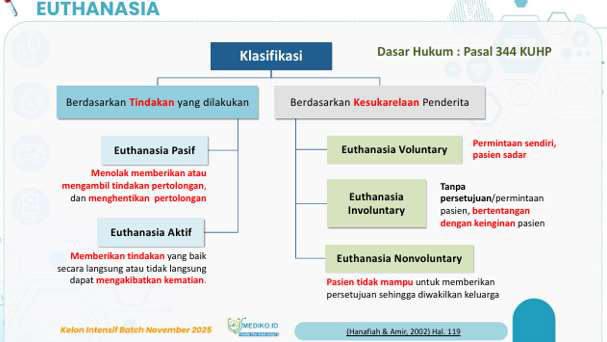 EUTHANASIA
Klasifikasi
Dasar Hukum : Pasal 344 KUHP
Berdasarkan Tindakan yang dilakukan
Berdasarkan Kesukarelaan Penderita
Euthanasia Pasif
Menolak memberikan atau
mengambil tindakan pertolongan,
dan menghentikan pertolongan
Euthanasia Aktif
Memberikan tindakan yang baik
secara langsung atau tidak langsung
dapat mengakibatkan kematian.
Euthanasia Voluntary
Permintaan sendiri,
pasien sadar
Euthanasia
Involuntary
Tanpa
persetujuan/permintaan
pasien, bertentangan
dengan keinginan pasien
Euthanasia Nonvoluntary
Pasien tidak mampu untuk memberikan
persetujuan sehingga diwakilkan keluarga
Kelon Intensif Batch November 2025
MEDIKO.ID
(Hanafiah & Amir, 2002) Hal. 119